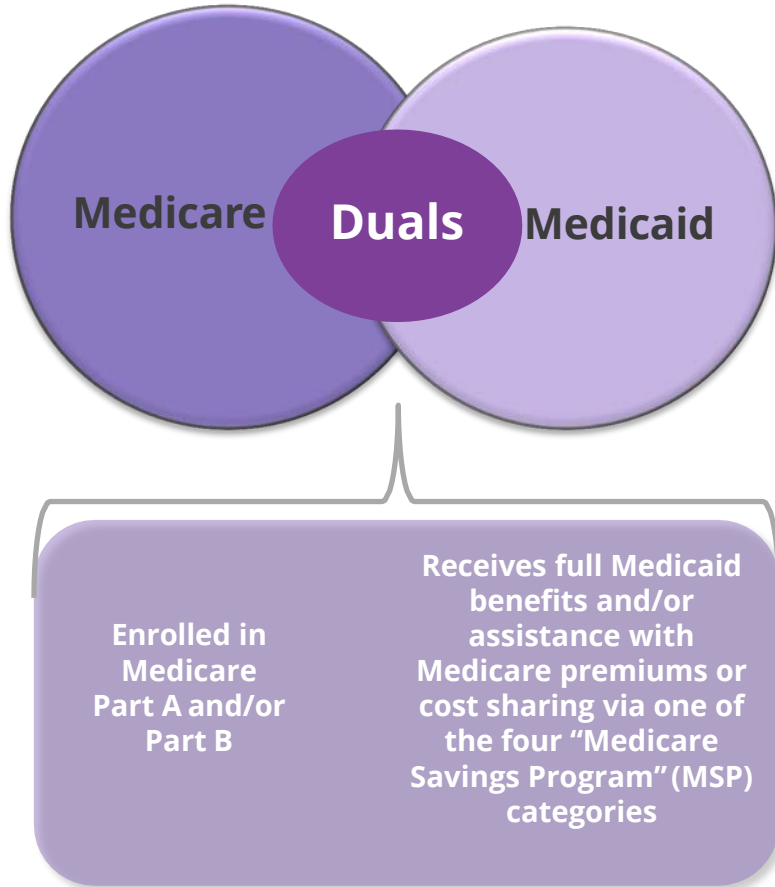 Medicare
Duals
Medicaid
Enrolled in
Medicare
Part A and/or
Part B
Receives full Medicaid
benefits and/or
assistance with
Medicare premiums or
cost sharing via one of
the four “Medicare
Savings Program” (MSP)
categories